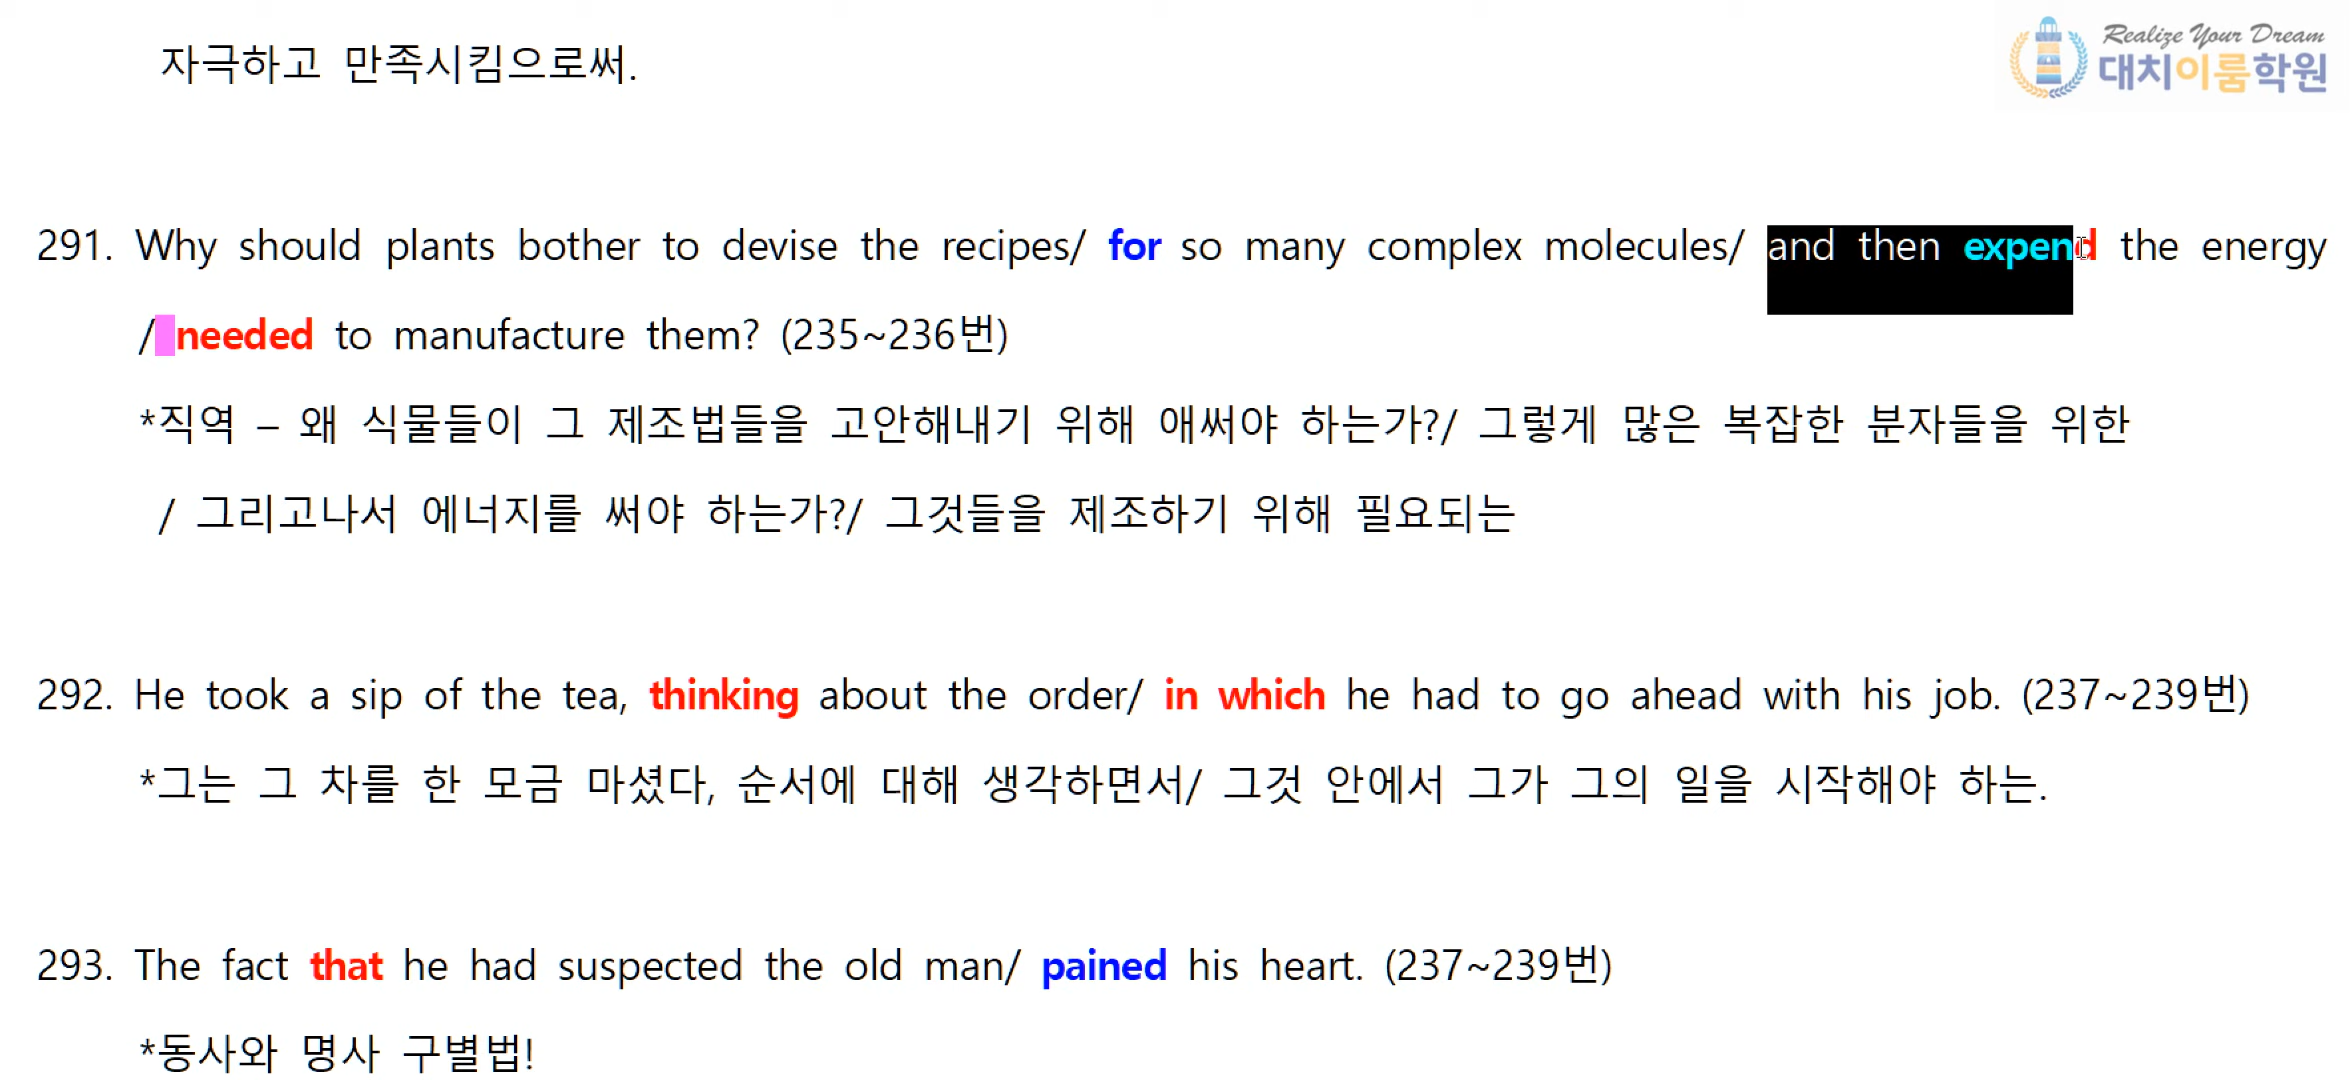 Realize Your Dream
대치이룸학원
자극하고 만족시킴으로써.
291. Why should plants bother to devise the recipes/ for so many complex molecules/ and then expend the energy
/ needed to manufacture them? (235~236번)
*직역 – 왜 식물들이 그 제조법들을 고안해내기 위해 애써야 하는가?/ 그렇게 많은 복잡한 분자들을 위한
/ 그리고나서 에너지를 써야 하는가?/ 그것들을 제조하기 위해 필요되는
292. He took a sip of the tea, thinking about the order/ in which he had to go ahead with his job. (237~239번)
*그는 그 차를 한 모금 마셨다, 순서에 대해 생각하면서/ 그것 안에서 그가 그의 일을 시작해야 하는.
293. The fact that he had suspected the old man/ pained his heart. (237~239번)
*동사와 명사 구별법!